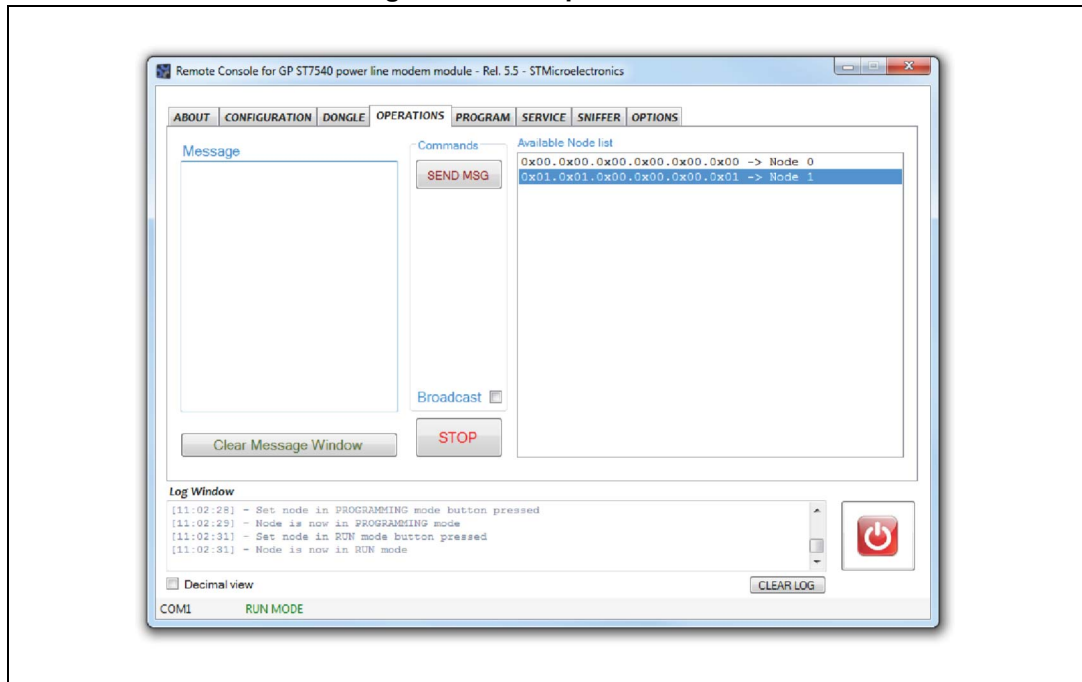 Remote Console for GP ST7540 power line modem module - Rel. 5.5 - STMicroelectronics
ABOUT CONFIGURATION DONGLE OPERATIONS PROGRAM SERVICE SNIFFER OPTIONS
Message
Commands
SEND MSG
Broadcast
STOP
Clear Message Window
Available Node list
0x00.0x00.0x00.0x00.0x00.0x00 -> Node 0
0x01.0x01.0x00.0x00.0x00.0x01 -> Node 1
Log Window
[11:02:28] - Set node in PROGRAMMING mode button pressed
[11:02:29] - Node is now in PROGRAMMING mode
[11:02:31] - Set node in RUN mode button pressed
[11:02:31] - Node is now in RUN mode
Decimal view
CLEAR LOG
COM1 RUN MODE